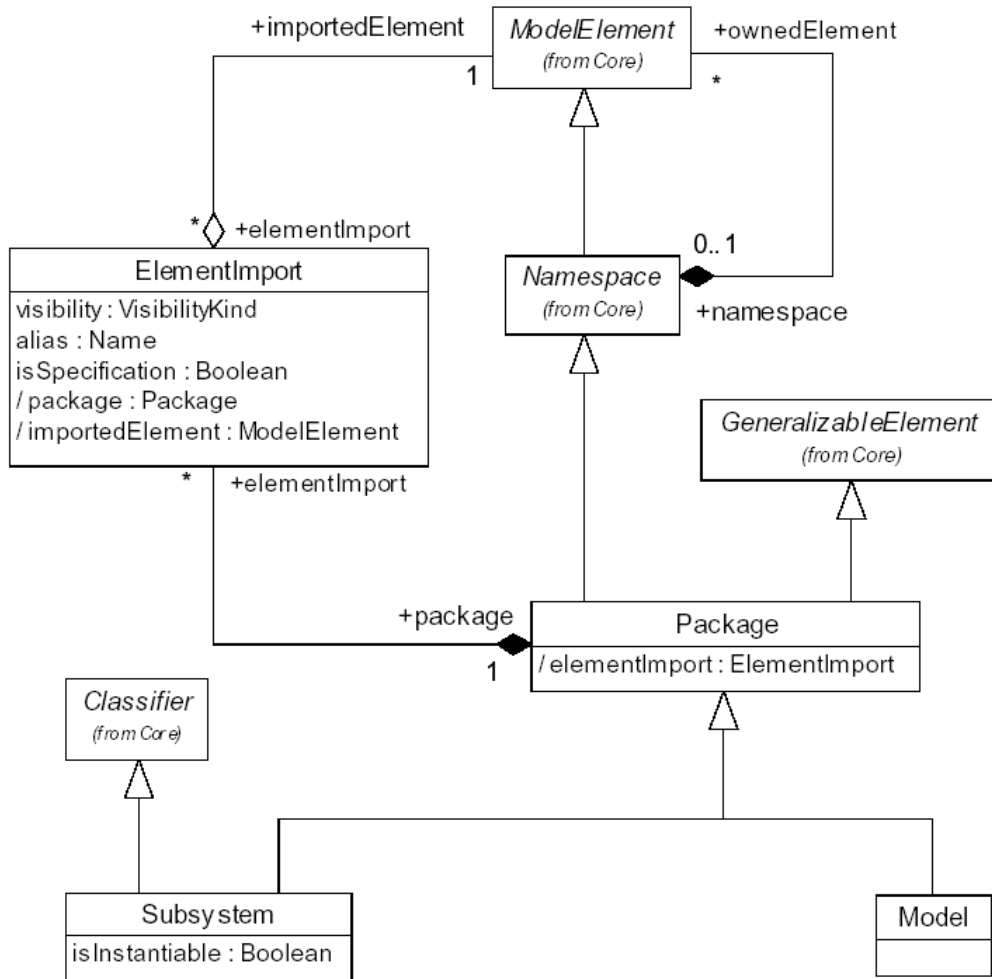 +importedElement
1
ModelElement
(from Core)
+ownedElement
*
* +elementImport
ElementImport
visibility : VisibilityKind
alias : Name
isSpecification : Boolean
/ package : Package
/ importedElement : ModelElement
0..1
Namespace
(from Core)
+namespace
* +elementImport
GeneralizableElement
(from Core)
+package
1
Package
/ elementImport : ElementImport
Classifier
(from Core)
Subsystem
isInstantiable : Boolean
Model